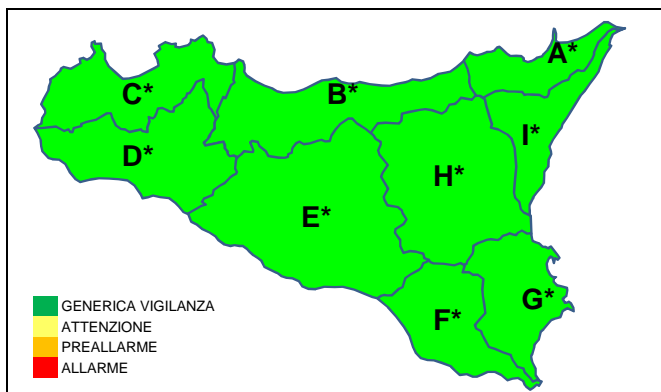 A*
C*
B*
I*
D*
H*
E*
G*
F*
GENERICA VIGILANZA
ATTENZIONE
PREALLARME
ALLARME